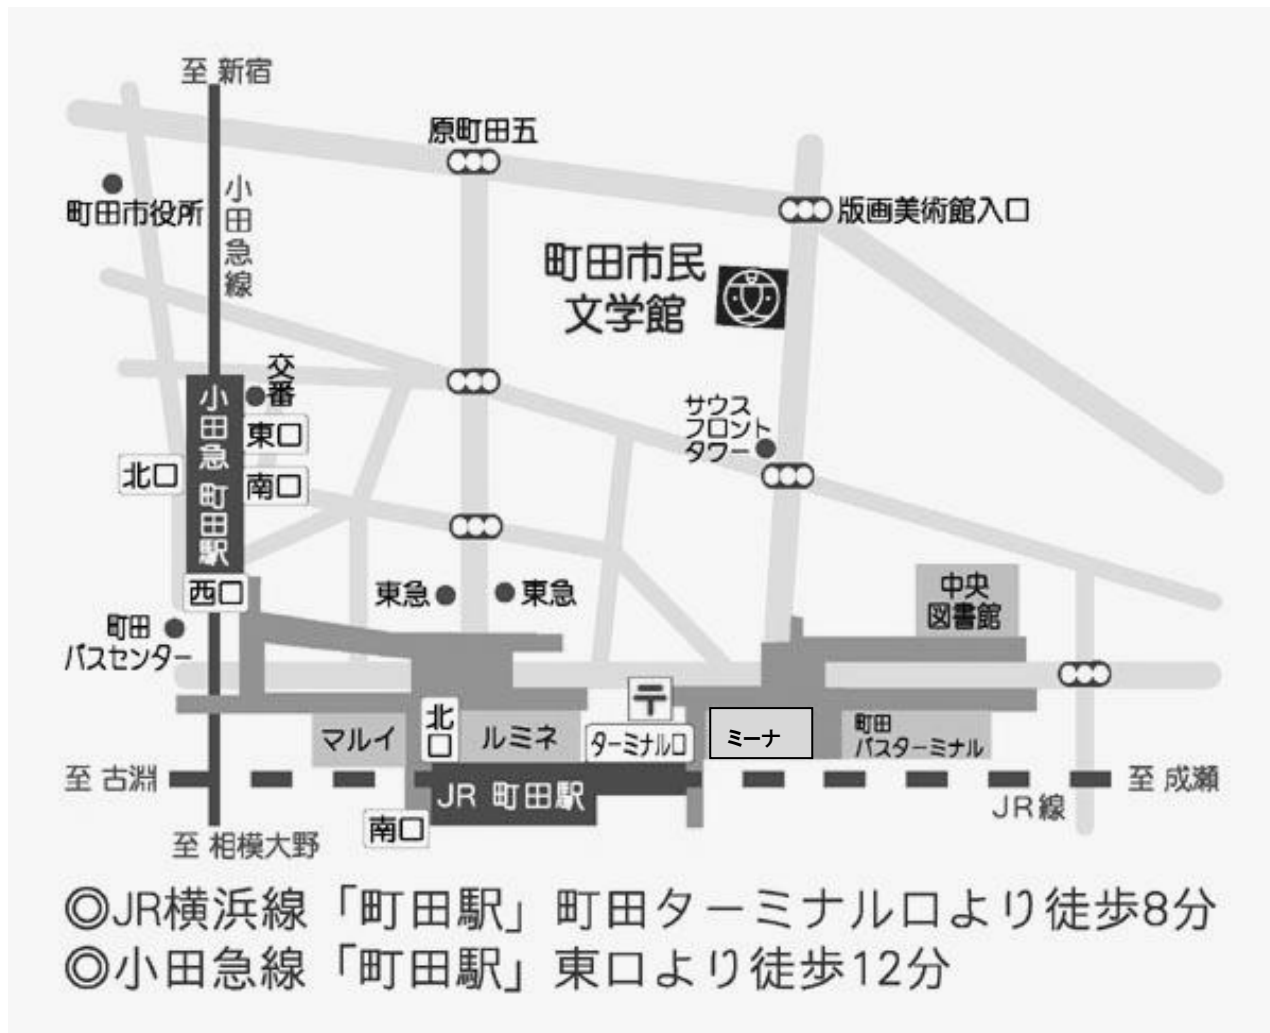 至 新宿
原町田五
小田急線
町田市役所
版画美術館入口
町田市民
文学館
交番
サウス
フロント
タワー
小田急 町田駅
東口
北口
南口
西口
東急
東急
中央
図書館
町田
バスセンター
〒
マルイ
北口
ルミネ
ターミナル口
ミーナ
町田
バスターミナル
至 古淵
JR 町田駅
至 成瀬
JR線
南口
至 相模大野
◎JR横浜線「町田駅」町田ターミナル口より徒歩8分
◎小田急線「町田駅」東口より徒歩12分